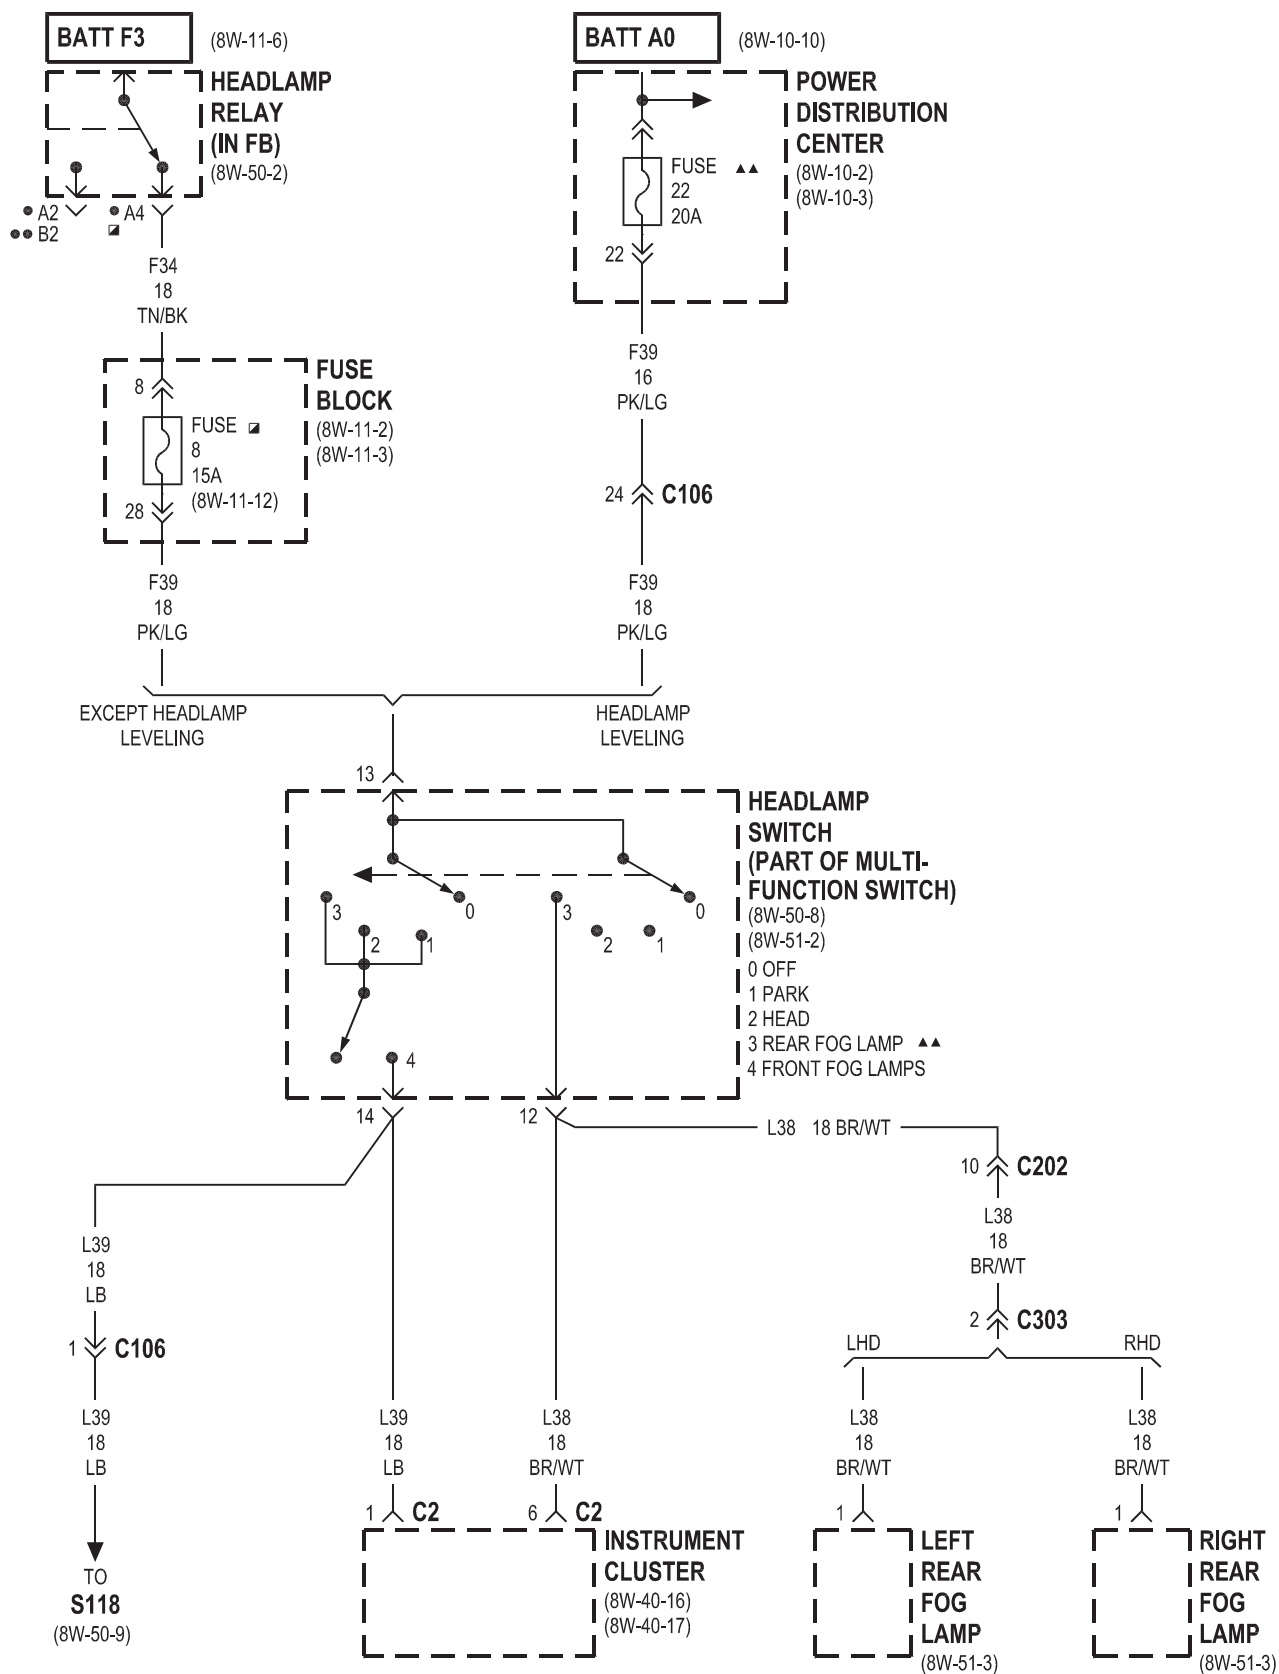 BATT F3
(8W-11-6)
HEADLAMP
RELAY
(IN FB)
(8W-50-2)
A2
B2
A4
F34
18
TN/BK
8
FUSE
8
15A
(8W-11-12)
28
FUSE
BLOCK
(8W-11-2)
(8W-11-3)
F39
18
PK/LG
BATT A0
(8W-10-10)
POWER
DISTRIBUTION
CENTER
(8W-10-2)
(8W-10-3)
FUSE ▲▲
22
20A
22
F39
16
PK/LG
24 C106
F39
18
PK/LG
EXCEPT HEADLAMP
LEVELING
HEADLAMP
LEVELING
13
HEADLAMP
SWITCH
(PART OF MULTI-
FUNCTION SWITCH)
(8W-50-8)
(8W-51-2)
0 OFF
1 PARK
2 HEAD
3 REAR FOG LAMP ▲▲
4 FRONT FOG LAMPS
3
0
2
1
4
3
0
2
1
14
12
L38 18 BR/WT
10 C202
L38
18
BR/WT
2 C303
LHD
RHD
L39
18
LB
1 C106
L39
18
LB
TO
S118
(8W-50-9)
L39
18
LB
1 C2
L38
18
BR/WT
6 C2
INSTRUMENT
CLUSTER
(8W-40-16)
(8W-40-17)
L38
18
BR/WT
1
LEFT
REAR
FOG
LAMP
(8W-51-3)
L38
18
BR/WT
1
RIGHT
REAR
FOG
LAMP
(8W-51-3)